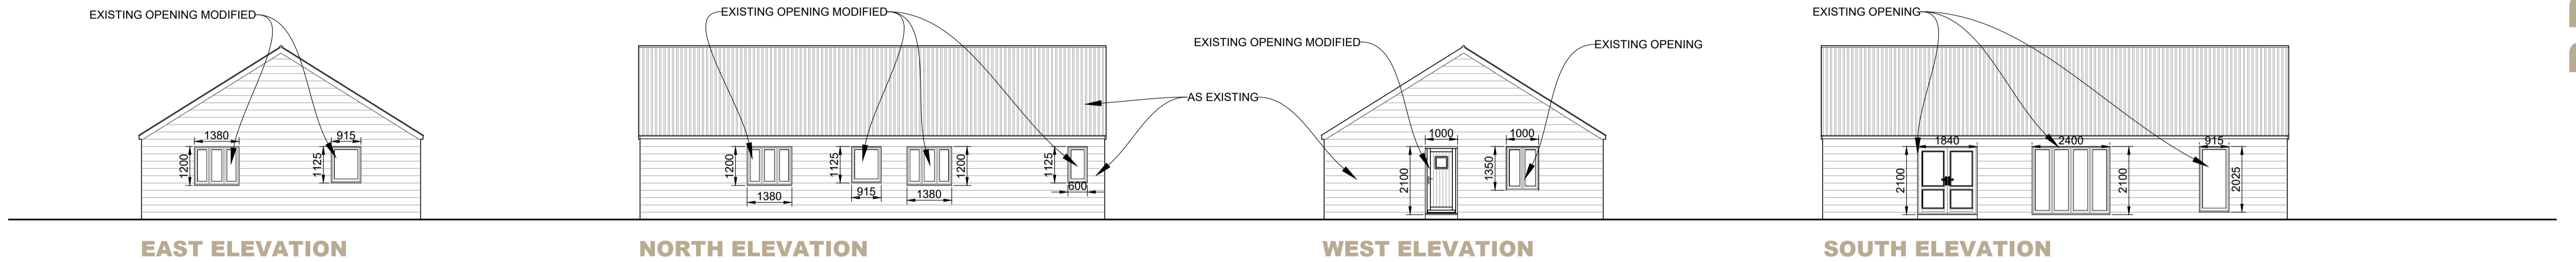 EXISTING OPENING MODIFIED
1380
915
1200
1125
EAST ELEVATION
EXISTING OPENING MODIFIED
1200
1125
1200
1125
1380
915
1380
600
NORTH ELEVATION
AS EXISTING
EXISTING OPENING MODIFIED
EXISTING OPENING
1000
1000
2100
1350
WEST ELEVATION
EXISTING OPENING
1840
2400
915
2100
2100
2025
SOUTH ELEVATION